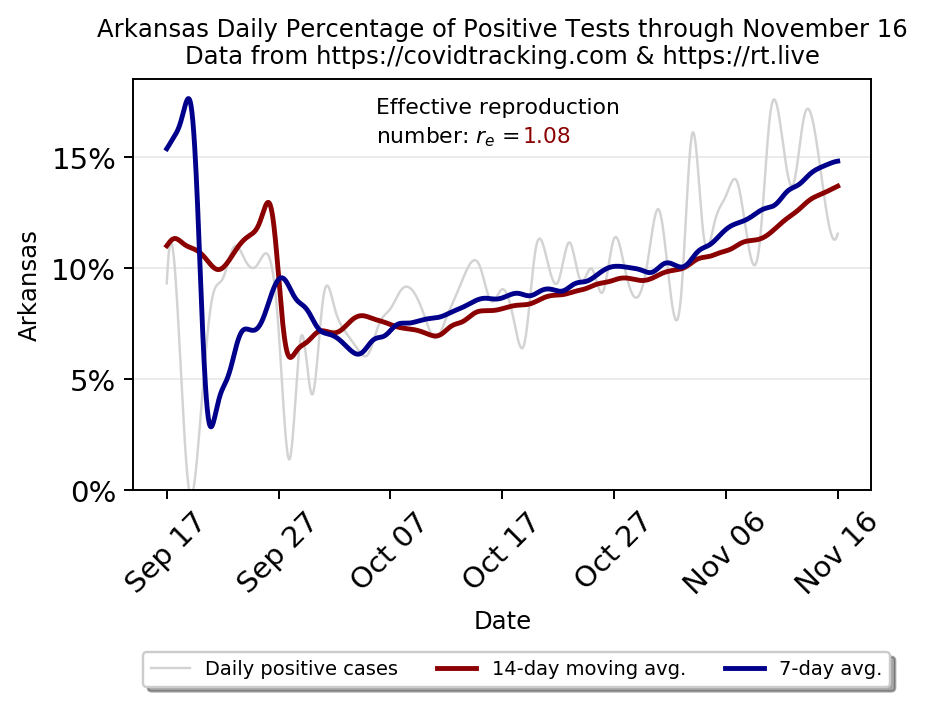 Arkansas Daily Percentage of Positive Tests through November 16
Data from https://covidtracking.com & https://rt.live
Effective reproduction
number: rₑ =1.08
15%
10%
5%
0%
Arkansas
Sep 17
Sep 27
Oct 07
Oct 17
Oct 27
Nov 06
Nov 16
Date
Daily positive cases
14-day moving avg.
7-day avg.